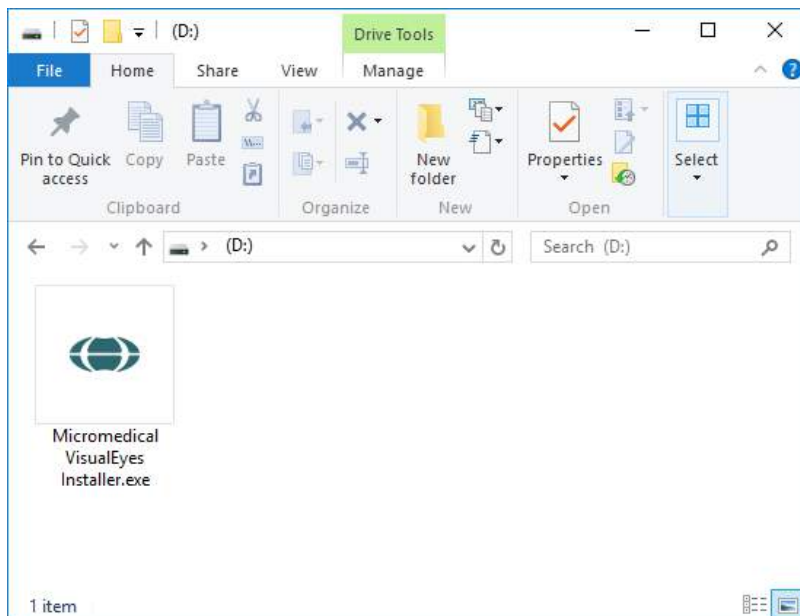 (D:)
Drive Tools
File
Home
Share
View
Manage
?
Pin to Quick
access
Copy
Paste
New
folder
Properties
Select
Clipboard
Organize
New
Open
(D:)
Search (D:)
Micromedical
VisualEyes
Installer.exe
1 item